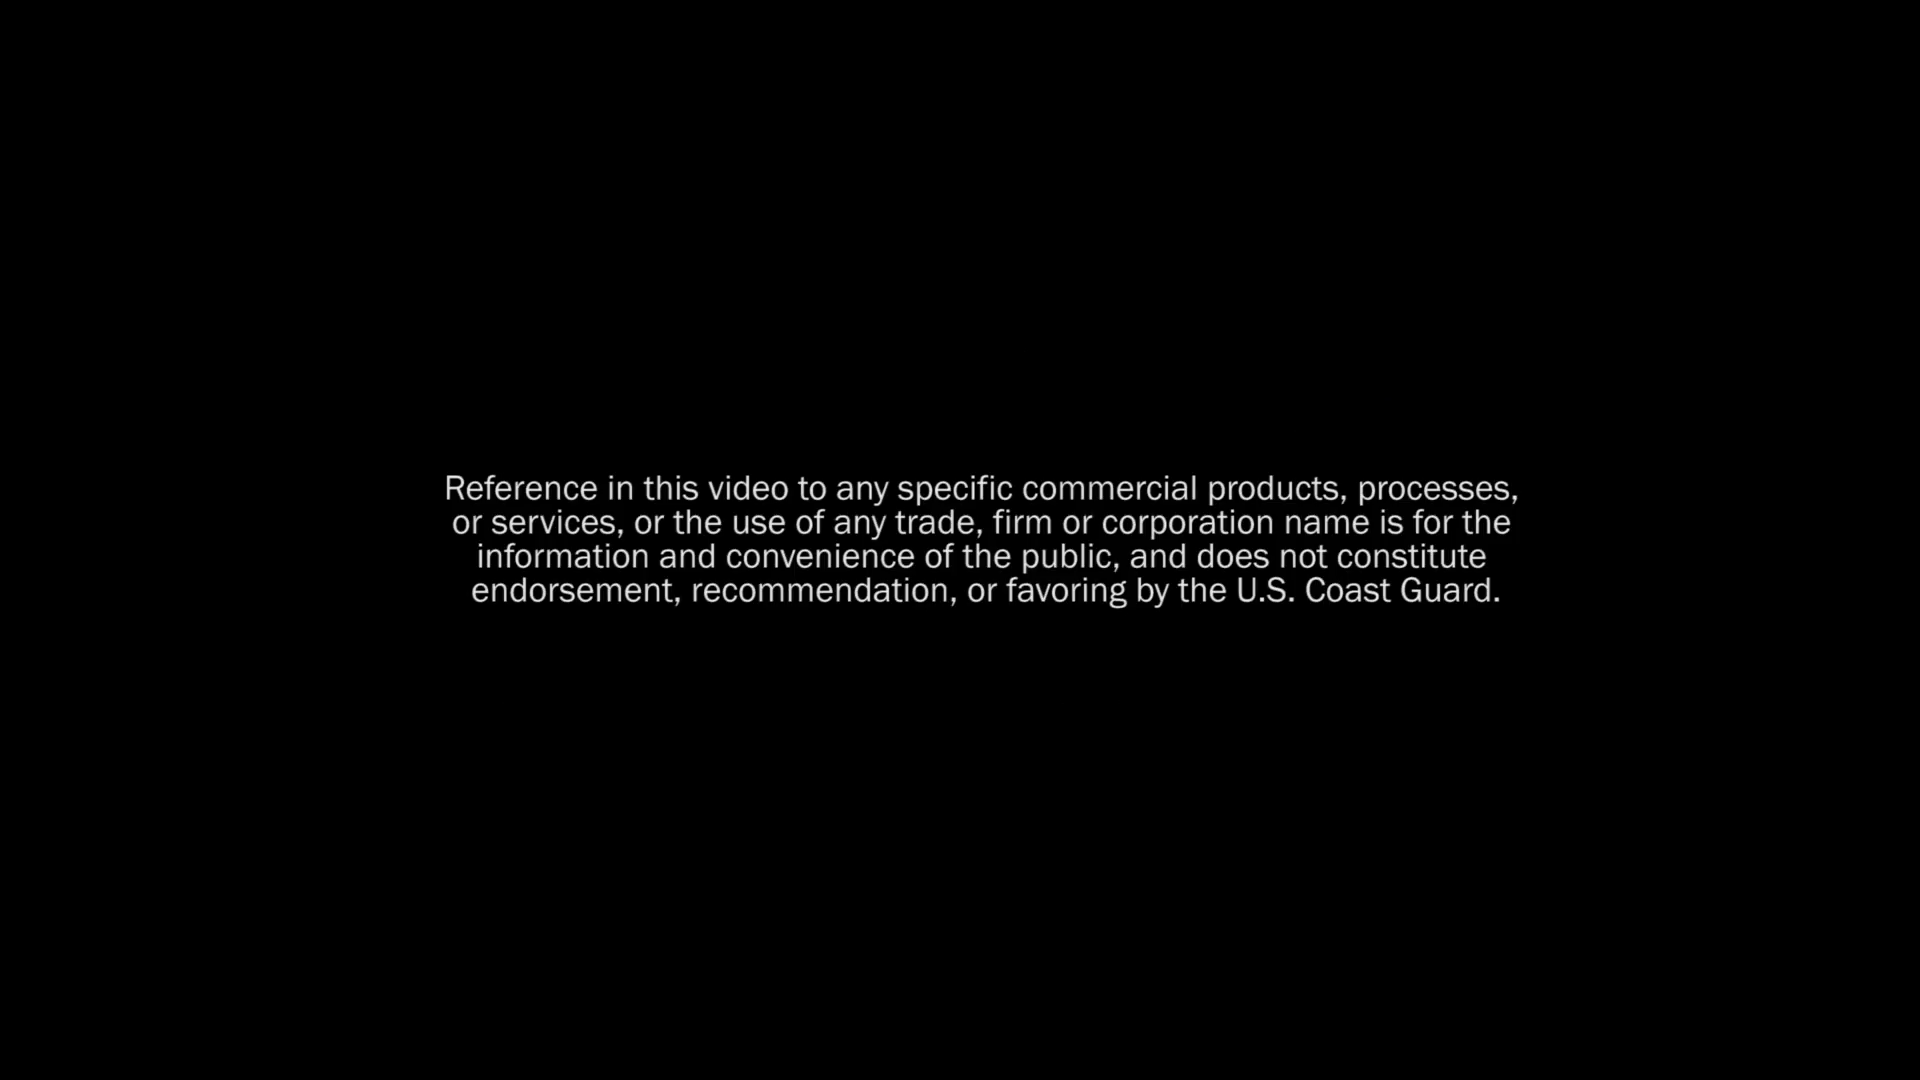 Reference in this video to any specific commercial products, processes,
or services, or the use of any trade, firm or corporation name is for the
information and convenience of the public, and does not constitute
endorsement, recommendation, or favoring by the U.S. Coast Guard.